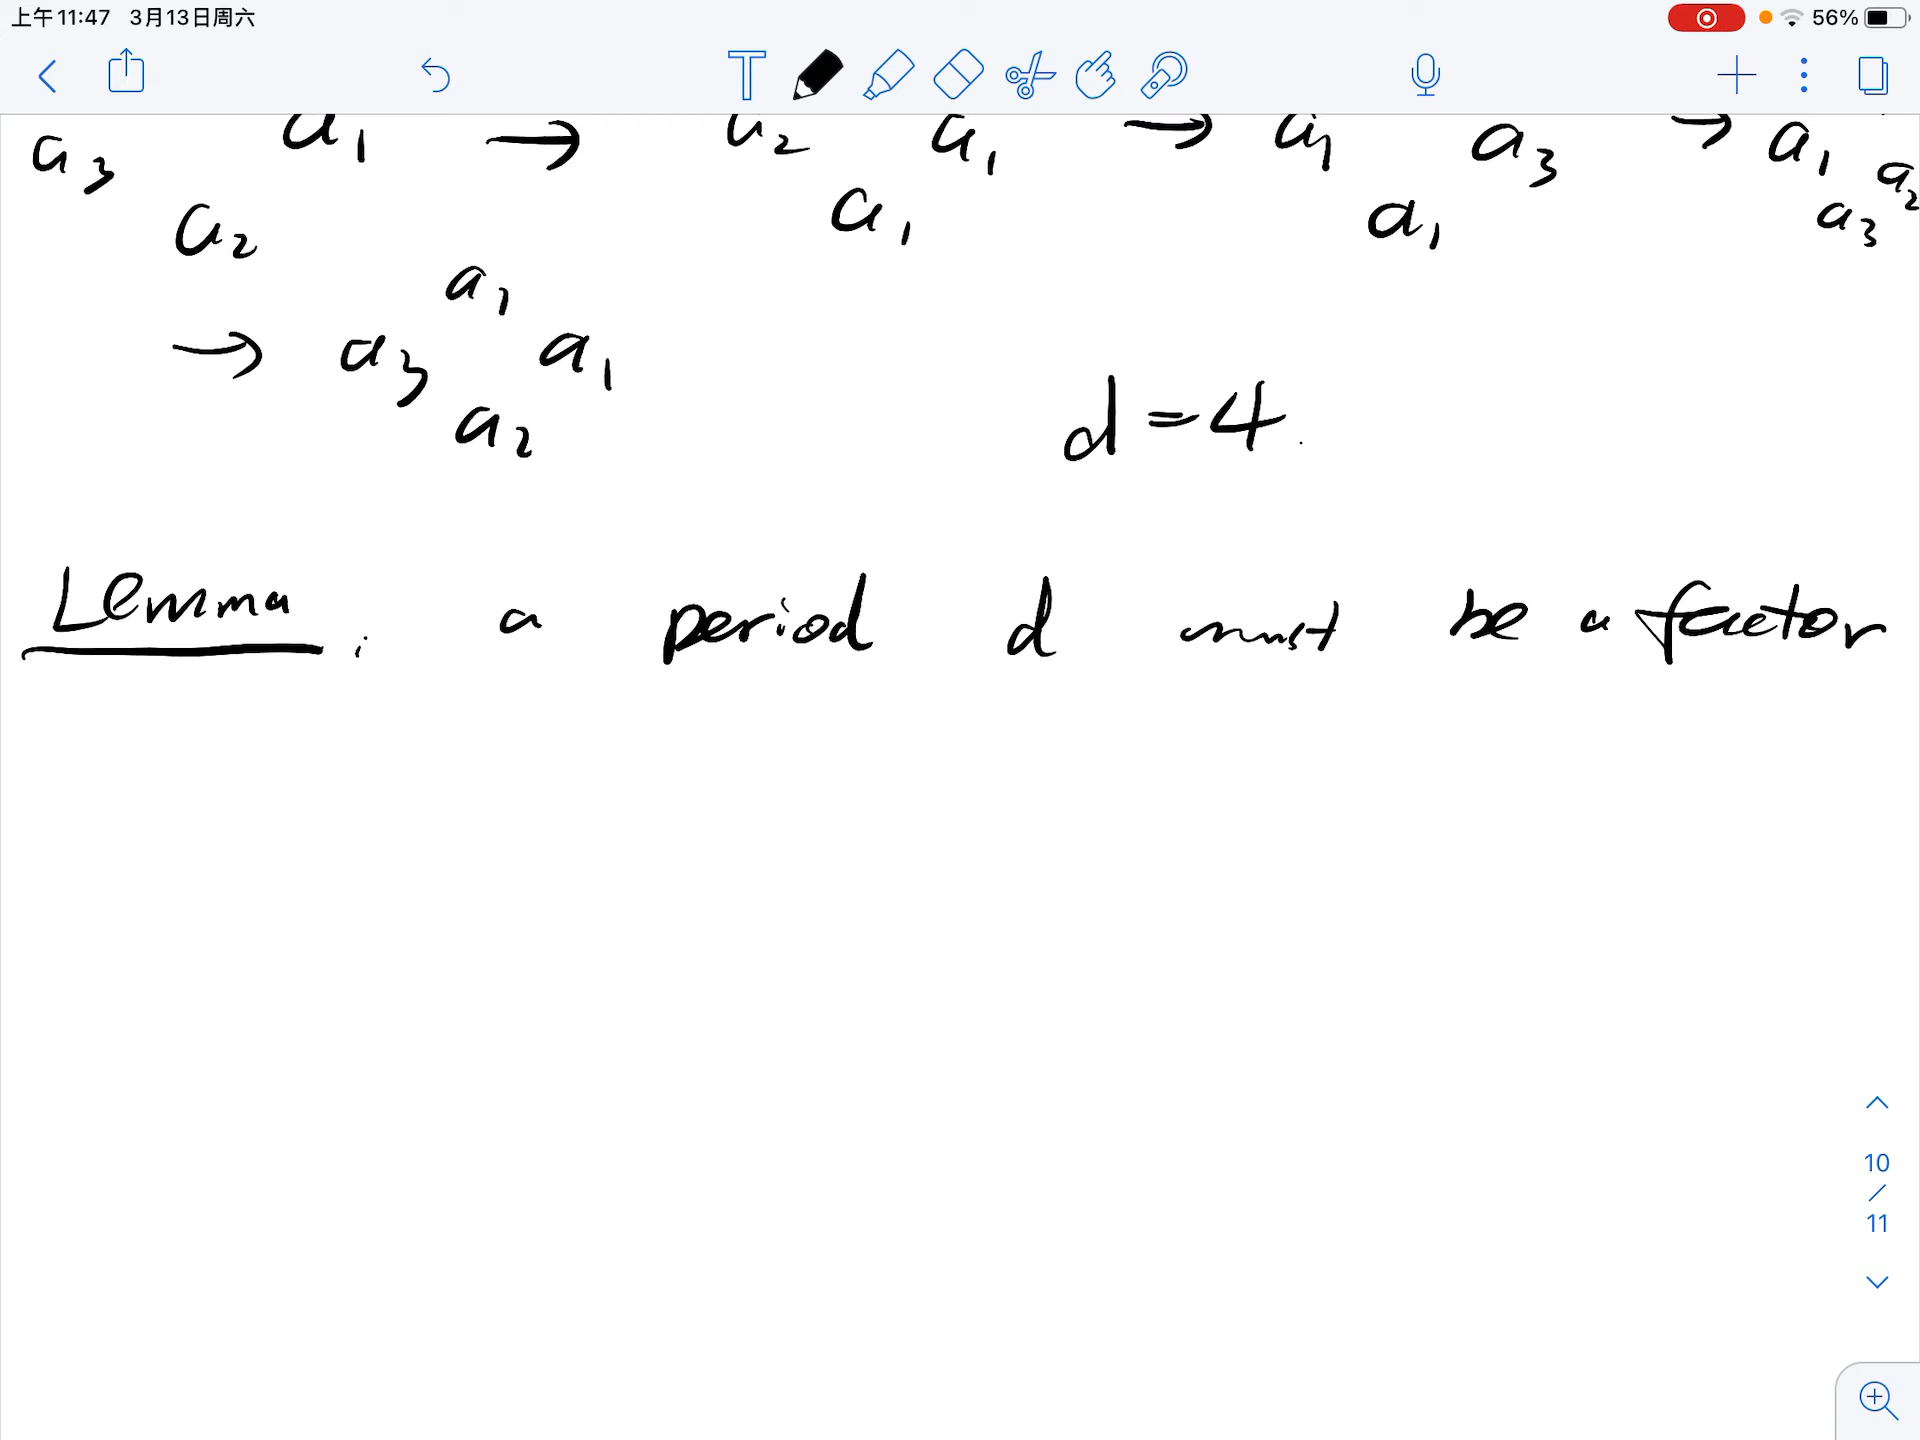 上午11:47 3月13日周六 56%
a3 a1 → a2 a1 → a1 a3 → a1 a2
a2 a1 a1 a3
a1
→ a3 a1
a2
d=4.
Lemma: a period d must be a factor
10
/
11